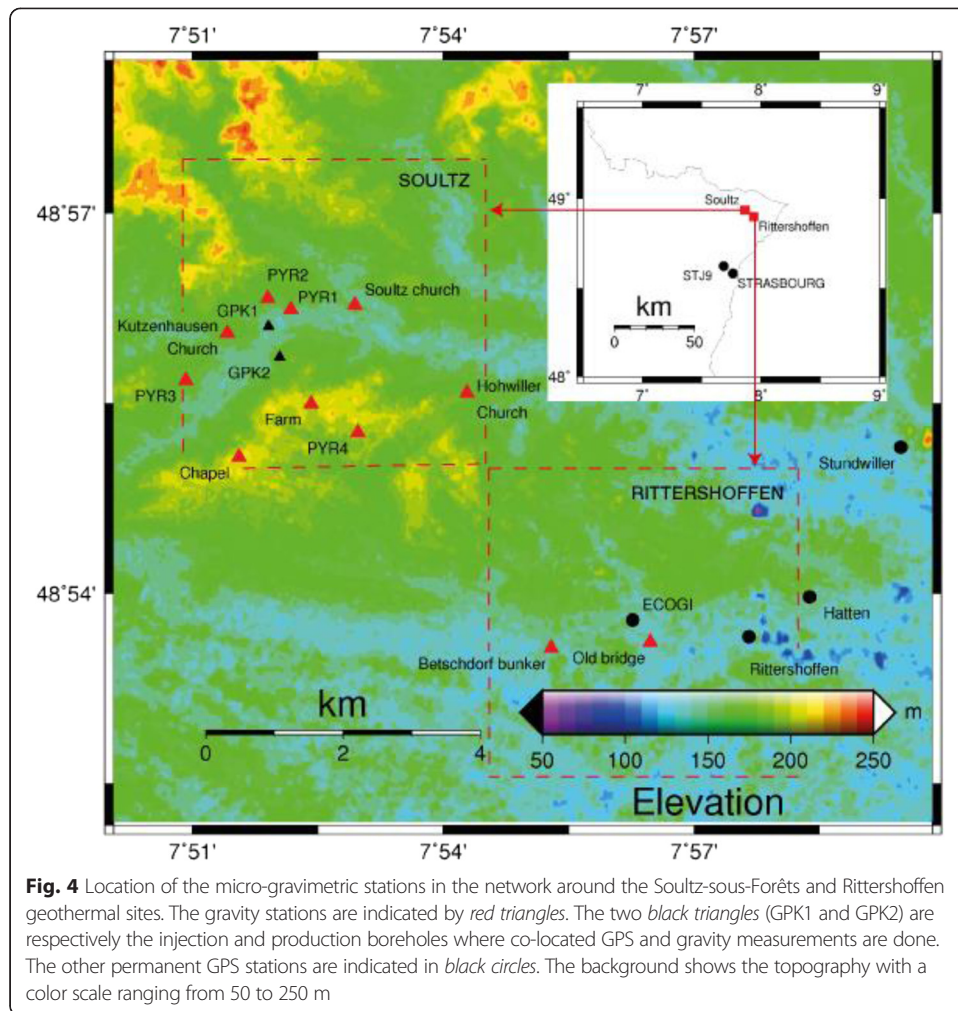 7°51' 7°54' 7°57'
7° 8° 9°
SOULTZ
48°57'
49°
Soultz
Rittershoffen
STJ9
STRASBOURG
km
0 50
48°
7° 8° 9°
PYR2
PYR1
Soultz church
GPK1
Kutzenhausen
Church
GPK2
PYR3
Hohwiller
Church
Farm
PYR4
Chapel
Stundwiller
RITTERSHOFFEN
48°54'
ECOGI
Hatten
Betschdorf bunker
Old bridge
Rittershoffen
km
0 2 4
m
50 100 150 200 250
Elevation
7°51' 7°54' 7°57'
Fig. 4 Location of the micro-gravimetric stations in the network around the Soultz-sous-Forêts and Rittershoffen
geothermal sites. The gravity stations are indicated by red triangles. The two black triangles (GPK1 and GPK2) are
respectively the injection and production boreholes where co-located GPS and gravity measurements are done.
The other permanent GPS stations are indicated in black circles. The background shows the topography with a
color scale ranging from 50 to 250 m